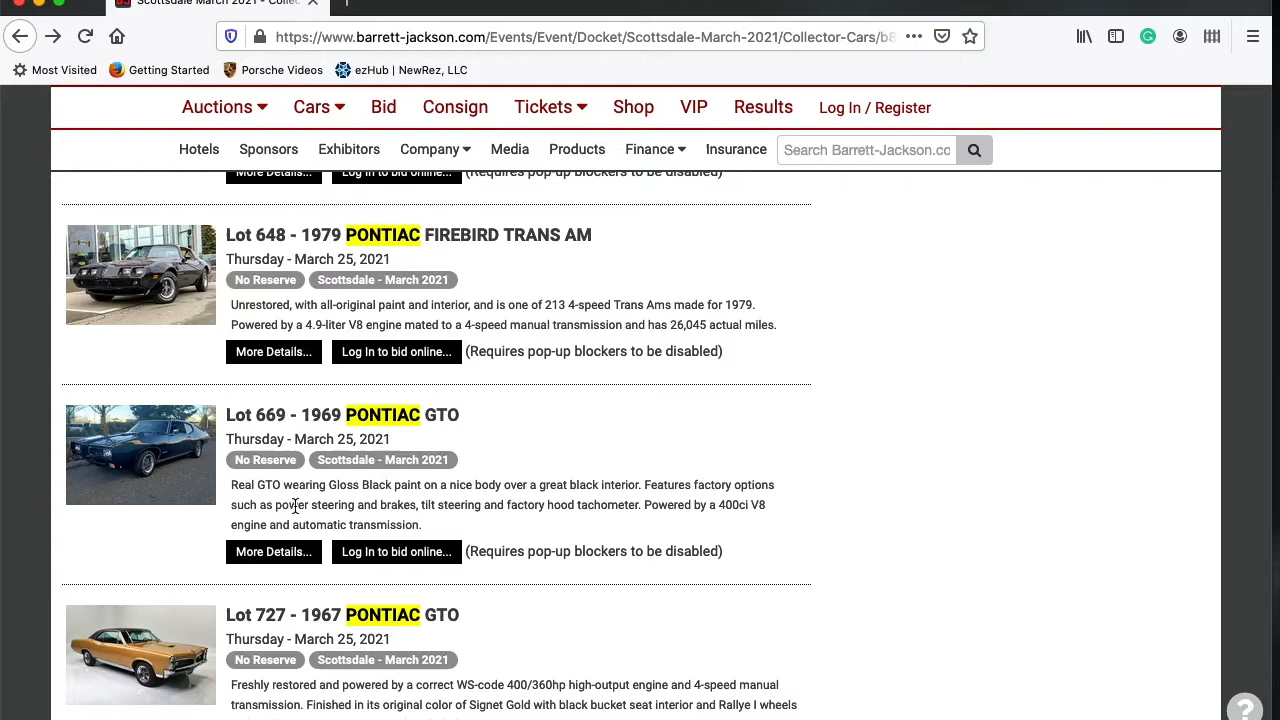 Scottsdale March 2021 - Collec
https://www.barrett-jackson.com/Events/Event/Docket/Scottsdale-March-2021/Collector-Cars/b8
Most Visited Getting Started Porsche Videos ezHub | NewRez, LLC
Auctions Cars Bid Consign Tickets Shop VIP Results Log In / Register
Hotels Sponsors Exhibitors Company Media Products Finance Insurance Search Barrett-Jackson.co
More Details... Log In to bid online... (Requires pop-up blockers to be disabled)
Lot 648 - 1979 PONTIAC FIREBIRD TRANS AM
Thursday - March 25, 2021
No Reserve Scottsdale - March 2021
Unrestored, with all-original paint and interior, and is one of 213 4-speed Trans Ams made for 1979.
Powered by a 4.9-liter V8 engine mated to a 4-speed manual transmission and has 26,045 actual miles.
More Details... Log In to bid online... (Requires pop-up blockers to be disabled)
Lot 669 - 1969 PONTIAC GTO
Thursday - March 25, 2021
No Reserve Scottsdale - March 2021
Real GTO wearing Gloss Black paint on a nice body over a great black interior. Features factory options
such as power steering and brakes, tilt steering and factory hood tachometer. Powered by a 400ci V8
engine and automatic transmission.
More Details... Log In to bid online... (Requires pop-up blockers to be disabled)
Lot 727 - 1967 PONTIAC GTO
Thursday - March 25, 2021
No Reserve Scottsdale - March 2021
Freshly restored and powered by a correct WS-code 400/360hp high-output engine and 4-speed manual
transmission. Finished in its original color of Signet Gold with black bucket seat interior and Rallye I wheels
?